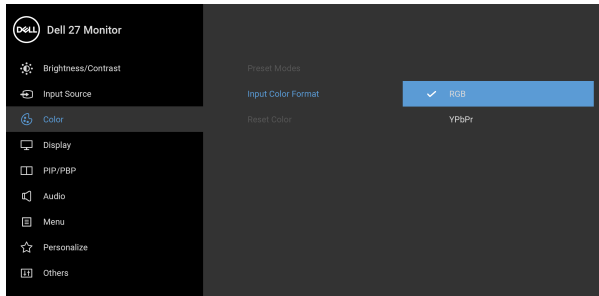 DELL Dell 27 Monitor
Brightness/Contrast Preset Modes
Input Source Input Color Format RGB
Color Reset Color YPbPr
Display
PIP/PBP
Audio
Menu
Personalize
Others